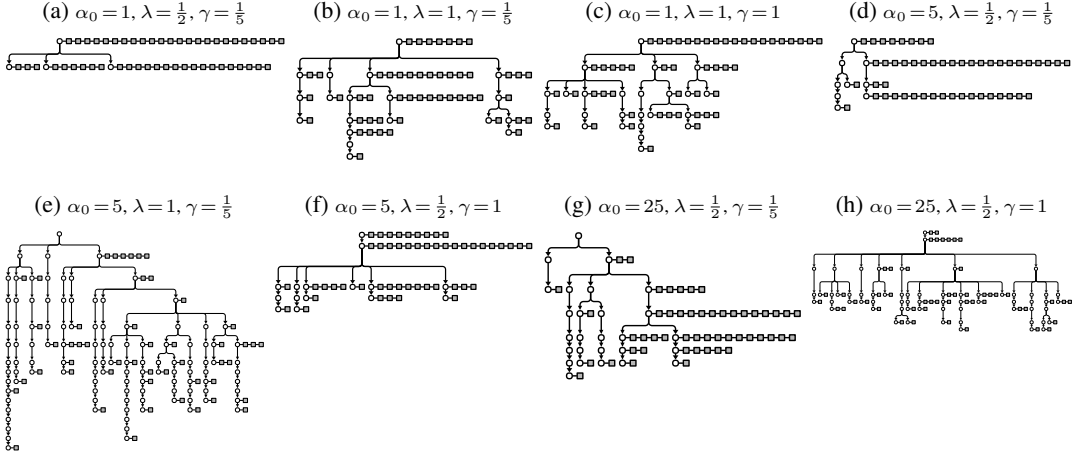 (a) α₀ = 1, λ = 1/2, γ = 1/5
(b) α₀ = 1, λ = 1, γ = 1/5
(c) α₀ = 1, λ = 1, γ = 1
(d) α₀ = 5, λ = 1/2, γ = 1/5
(e) α₀ = 5, λ = 1, γ = 1/5
(f) α₀ = 5, λ = 1/2, γ = 1
(g) α₀ = 25, λ = 1/2, γ = 1/5
(h) α₀ = 25, λ = 1/2, γ = 1